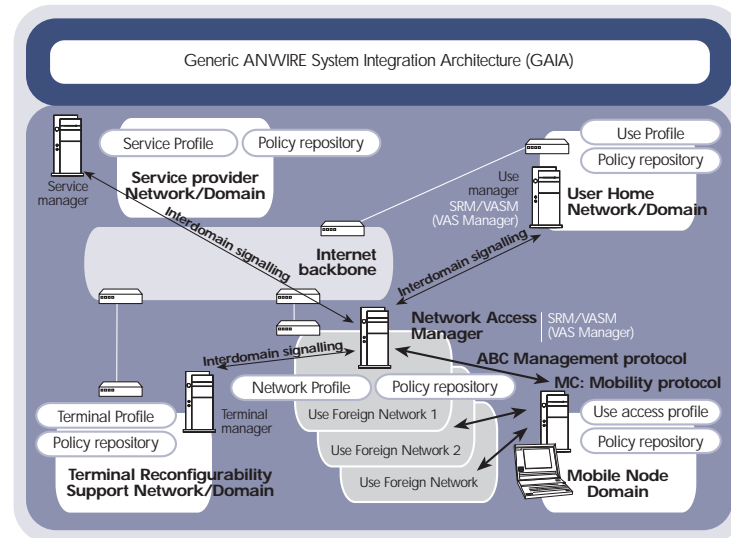 Generic ANWIRE System Integration Architecture (GAIA)
Service Profile
Policy repository
Service provider
Network/Domain
Service
manager
Use Profile
Policy repository
Use
manager
SRM/VASM
(VAS Manager)
User Home
Network/Domain
Internet
backbone
Interdomain signalling
Interdomain signalling
Network Access
Manager
SRM/VASM
(VAS Manager)
Interdomain signalling
ABC Management protocol
MC: Mobility protocol
Network Profile
Policy repository
Use Foreign Network 1
Use Foreign Network 2
Use Foreign Network
Terminal Profile
Policy repository
Terminal
manager
Terminal Reconfigurability
Support Network/Domain
Use access profile
Policy repository
Mobile Node
Domain